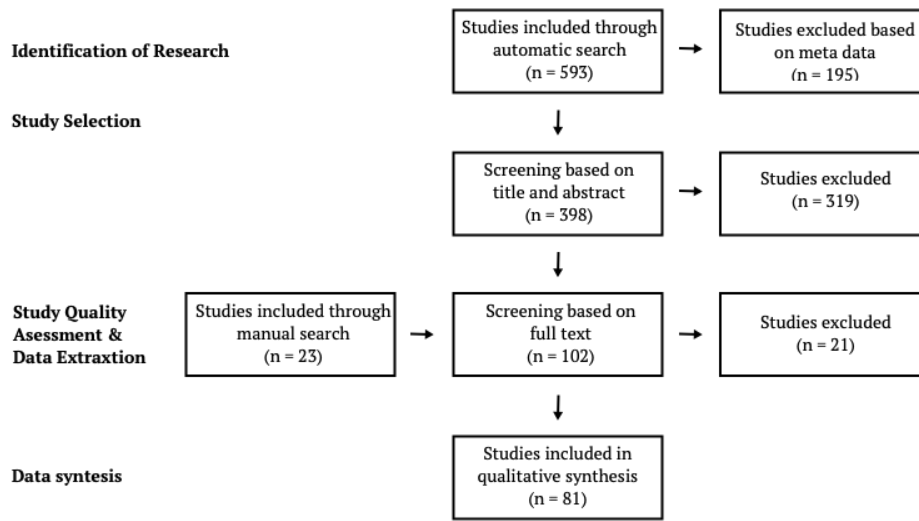 Identification of Research
Studies included through
automatic search
(n = 593)
Studies excluded based
on meta data
(n = 195)
Study Selection
Screening based on
title and abstract
(n = 398)
Studies excluded
(n = 319)
Study Quality
Asessment &
Data Extraxtion
Studies included through
manual search
(n = 23)
Screening based on
full text
(n = 102)
Studies excluded
(n = 21)
Data syntesis
Studies included in
qualitative synthesis
(n = 81)